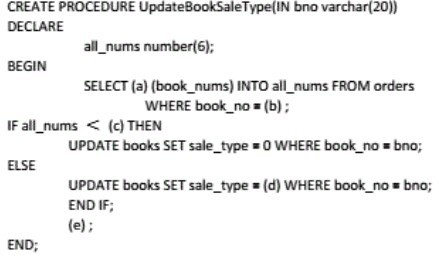 CREATE PROCEDURE UpdateBookSaleType(IN bno varchar(20))
DECLARE
all_nums number(6);
BEGIN
SELECT (a) (book_nums) INTO all_nums FROM orders
WHERE book_no = (b) ;
IF all_nums < (c) THEN
UPDATE books SET sale_type = 0 WHERE book_no = bno;
ELSE
UPDATE books SET sale_type = (d) WHERE book_no = bno;
END IF;
(e) ;
END;